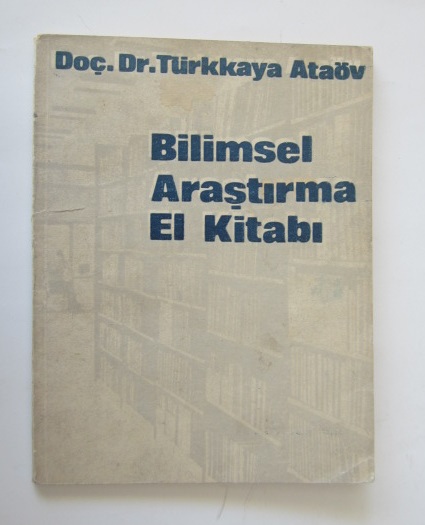 Doç. Dr. Türkkaya Ataöv
Bilimsel
Araştırma
El Kitabı